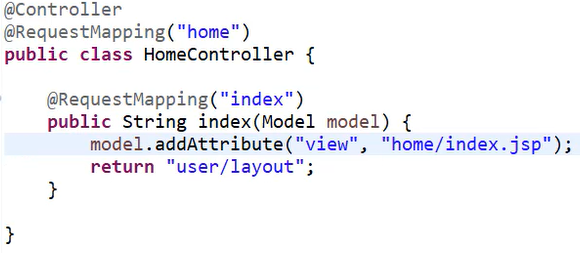 @Controller
@RequestMapping("home")
public class HomeController {
@RequestMapping("index")
public String index(Model model) {
model.addAttribute("view", "home/index.jsp");
return "user/layout";
}
}